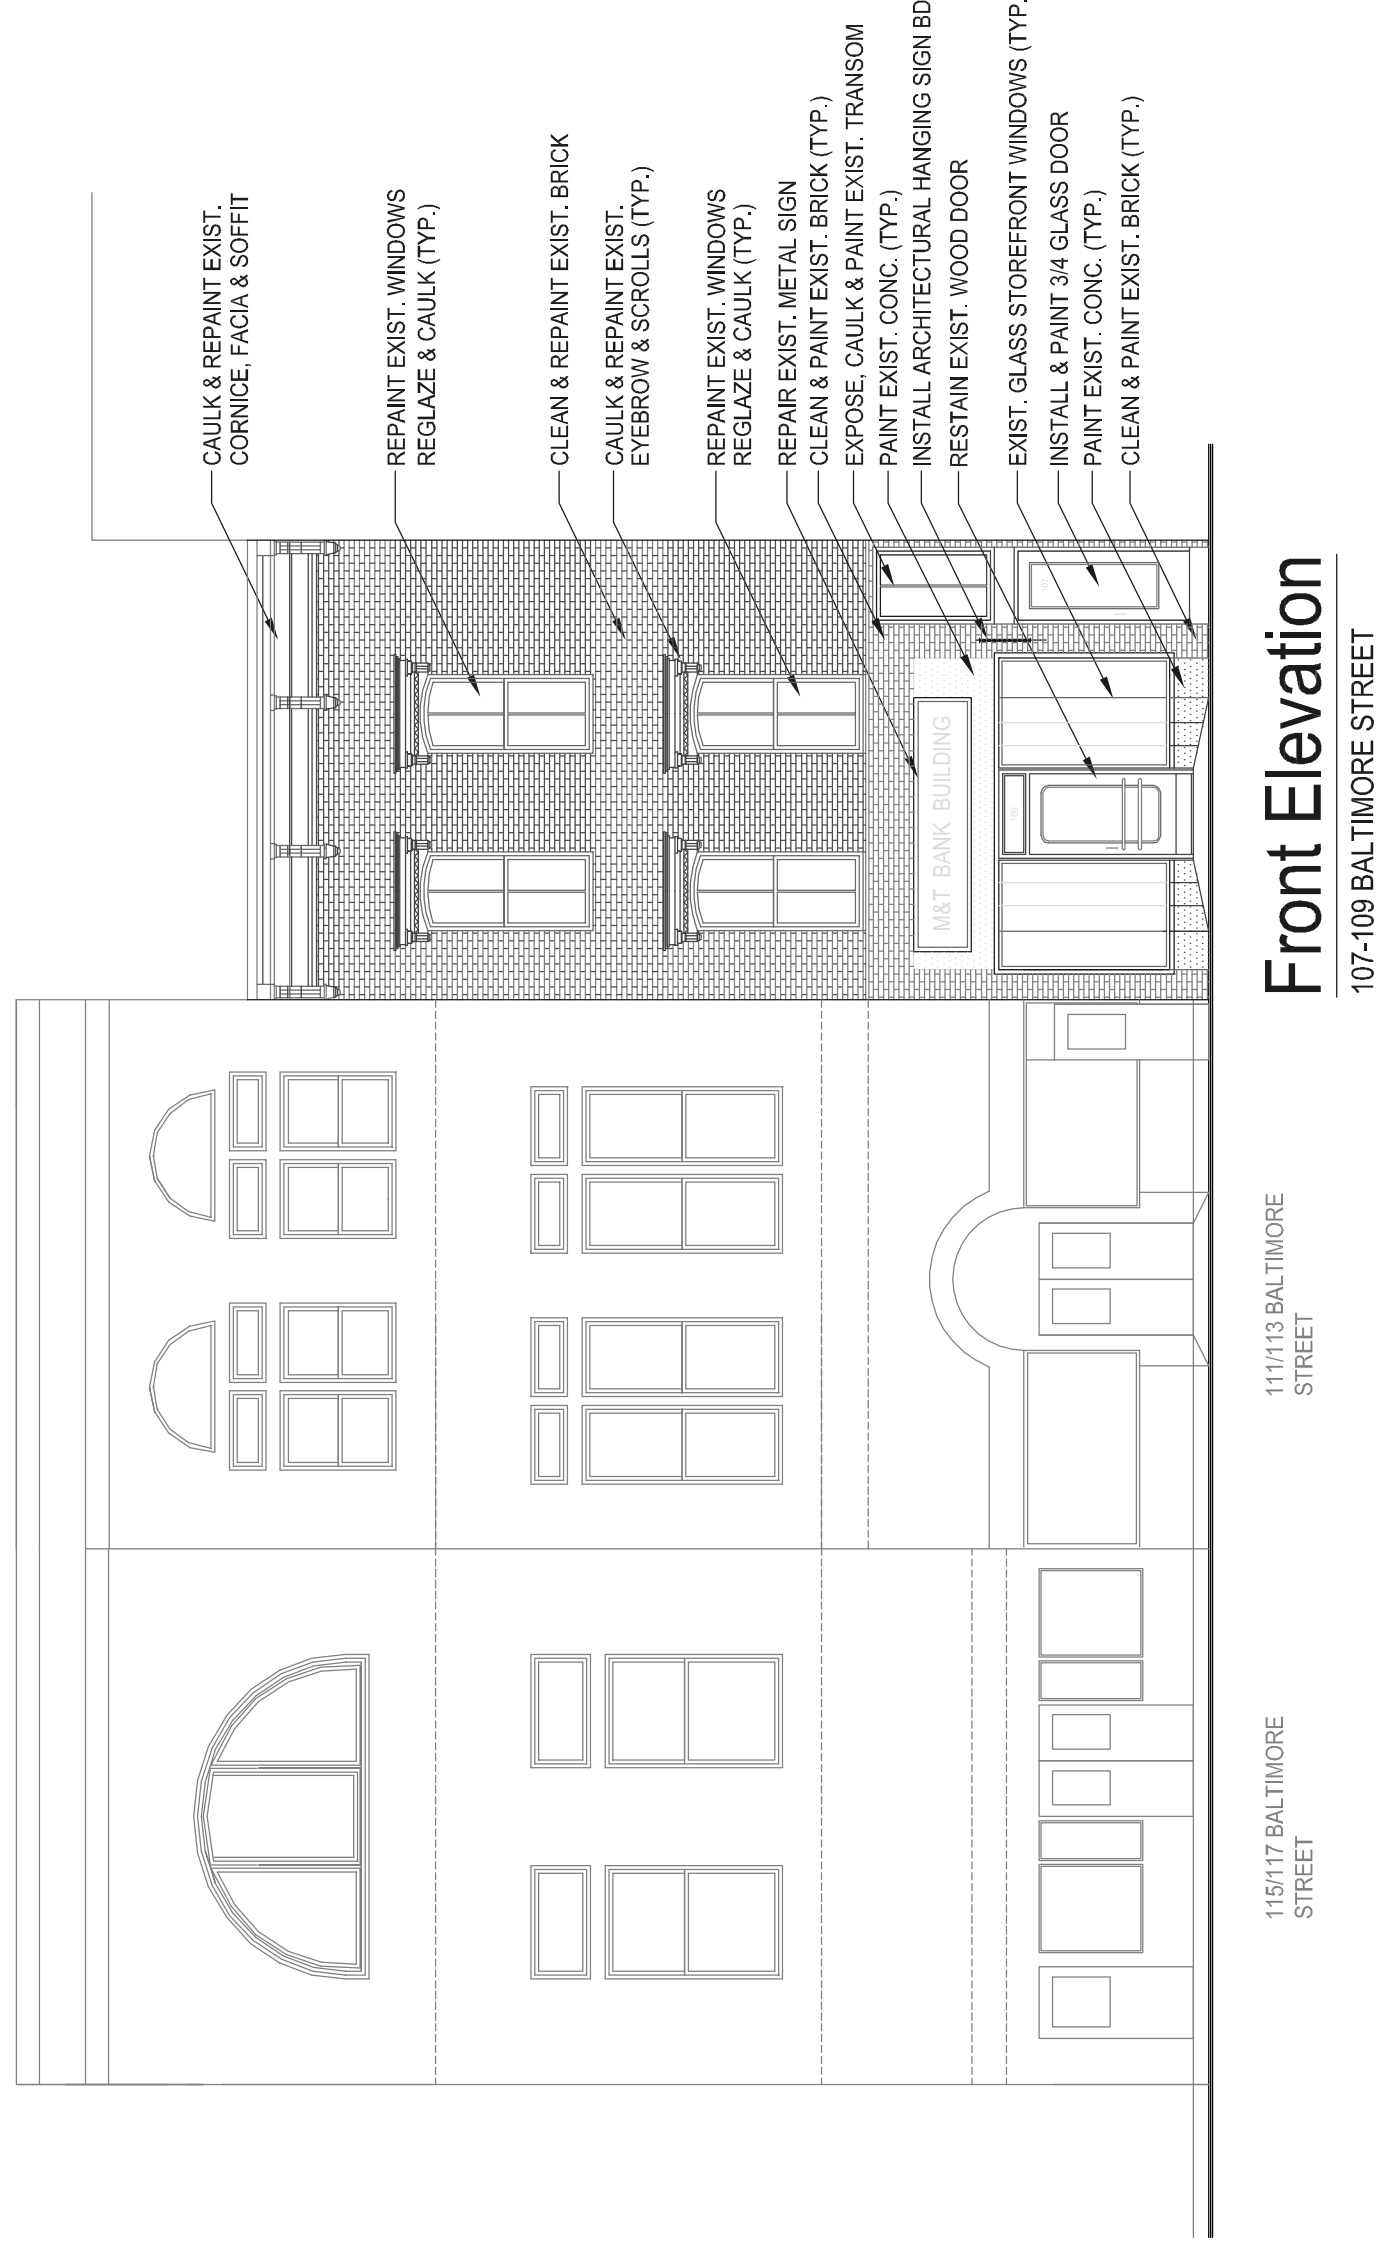 CAULK & REPAINT EXIST.
CORNICE, FACIA & SOFFIT
REPAINT EXIST. WINDOWS
REGLAZE & CAULK (TYP.)
CLEAN & REPAINT EXIST. BRICK
CAULK & REPAINT EXIST.
EYEBROW & SCROLLS (TYP.)
REPAINT EXIST. WINDOWS
REGLAZE & CAULK (TYP.)
REPAIR EXIST. METAL SIGN
CLEAN & PAINT EXIST. BRICK (TYP.)
EXPOSE, CAULK & PAINT EXIST. TRANSOM
PAINT EXIST. CONC. (TYP.)
INSTALL ARCHITECTURAL HANGING SIGN BD
RESTAIN EXIST. WOOD DOOR
EXIST. GLASS STOREFRONT WINDOWS (TYP.
INSTALL & PAINT 3/4 GLASS DOOR
PAINT EXIST. CONC. (TYP.)
CLEAN & PAINT EXIST. BRICK (TYP.)
M&T BANK BUILDING
109
107
115/117 BALTIMORE
STREET
111/113 BALTIMORE
STREET
Front Elevation
107-109 BALTIMORE STREET